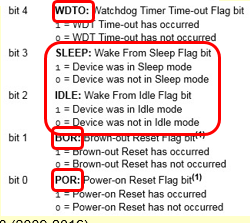 bit 4 WDTO: Watchdog Timer Time-out Flag bit
1 = WDT Time-out has occurred
0 = WDT Time-out has not occurred
bit 3 SLEEP: Wake From Sleep Flag bit
1 = Device was in Sleep mode
0 = Device was not in Sleep mode
bit 2 IDLE: Wake From Idle Flag bit
1 = Device was in Idle mode
0 = Device was not in Idle mode
bit 1 BOR: Brown-out Reset Flag bit(1)
1 = Brown-out Reset has occurred
0 = Brown-out Reset has not occurred
bit 0 POR: Power-on Reset Flag bit(1)
1 = Power-on Reset has occurred
0 = Power-on Reset has not occurred